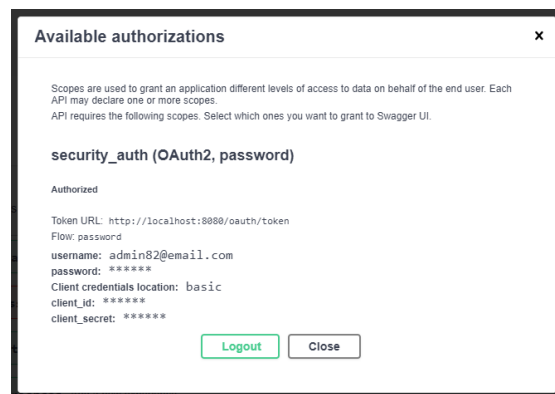 Available authorizations
x
Scopes are used to grant an application different levels of access to data on behalf of the end user. Each
API may declare one or more scopes.
API requires the following scopes. Select which ones you want to grant to Swagger UI.
security_auth (OAuth2, password)
Authorized
Token URL: http://localhost:8080/oauth/token
Flow: password
username: admin82@email.com
password: ******
Client credentials location: basic
client_id: ******
client_secret: ******
Logout Close